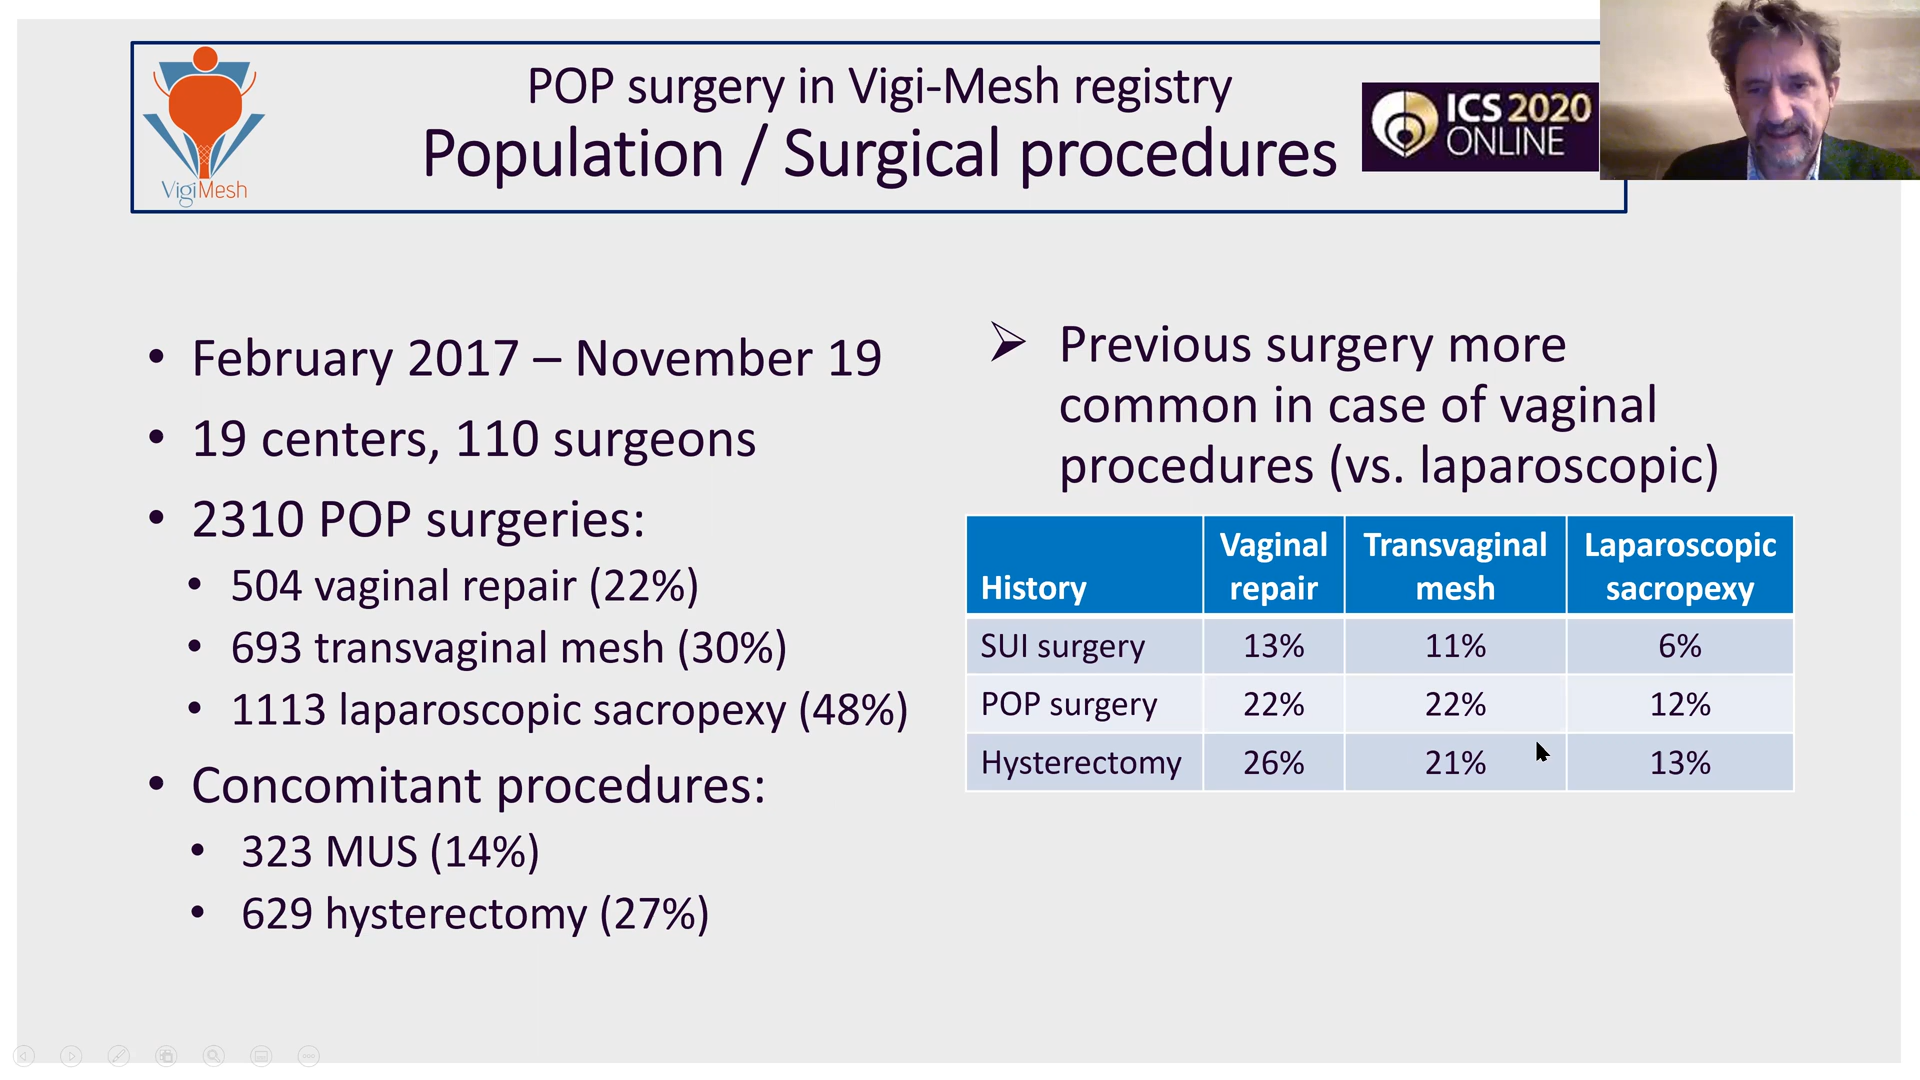 POP surgery in Vigi-Mesh registry
Population / Surgical procedures
VigiMesh
ICS 2020
ONLINE
• February 2017 – November 19
• 19 centers, 110 surgeons
• 2310 POP surgeries:
• 504 vaginal repair (22%)
• 693 transvaginal mesh (30%)
• 1113 laparoscopic sacropexy (48%)
• Concomitant procedures:
• 323 MUS (14%)
• 629 hysterectomy (27%)
➢ Previous surgery more
common in case of vaginal
procedures (vs. laparoscopic)
History Vaginal repair Transvaginal mesh Laparoscopic sacropexy
SUI surgery 13% 11% 6%
POP surgery 22% 22% 12%
Hysterectomy 26% 21% 13%